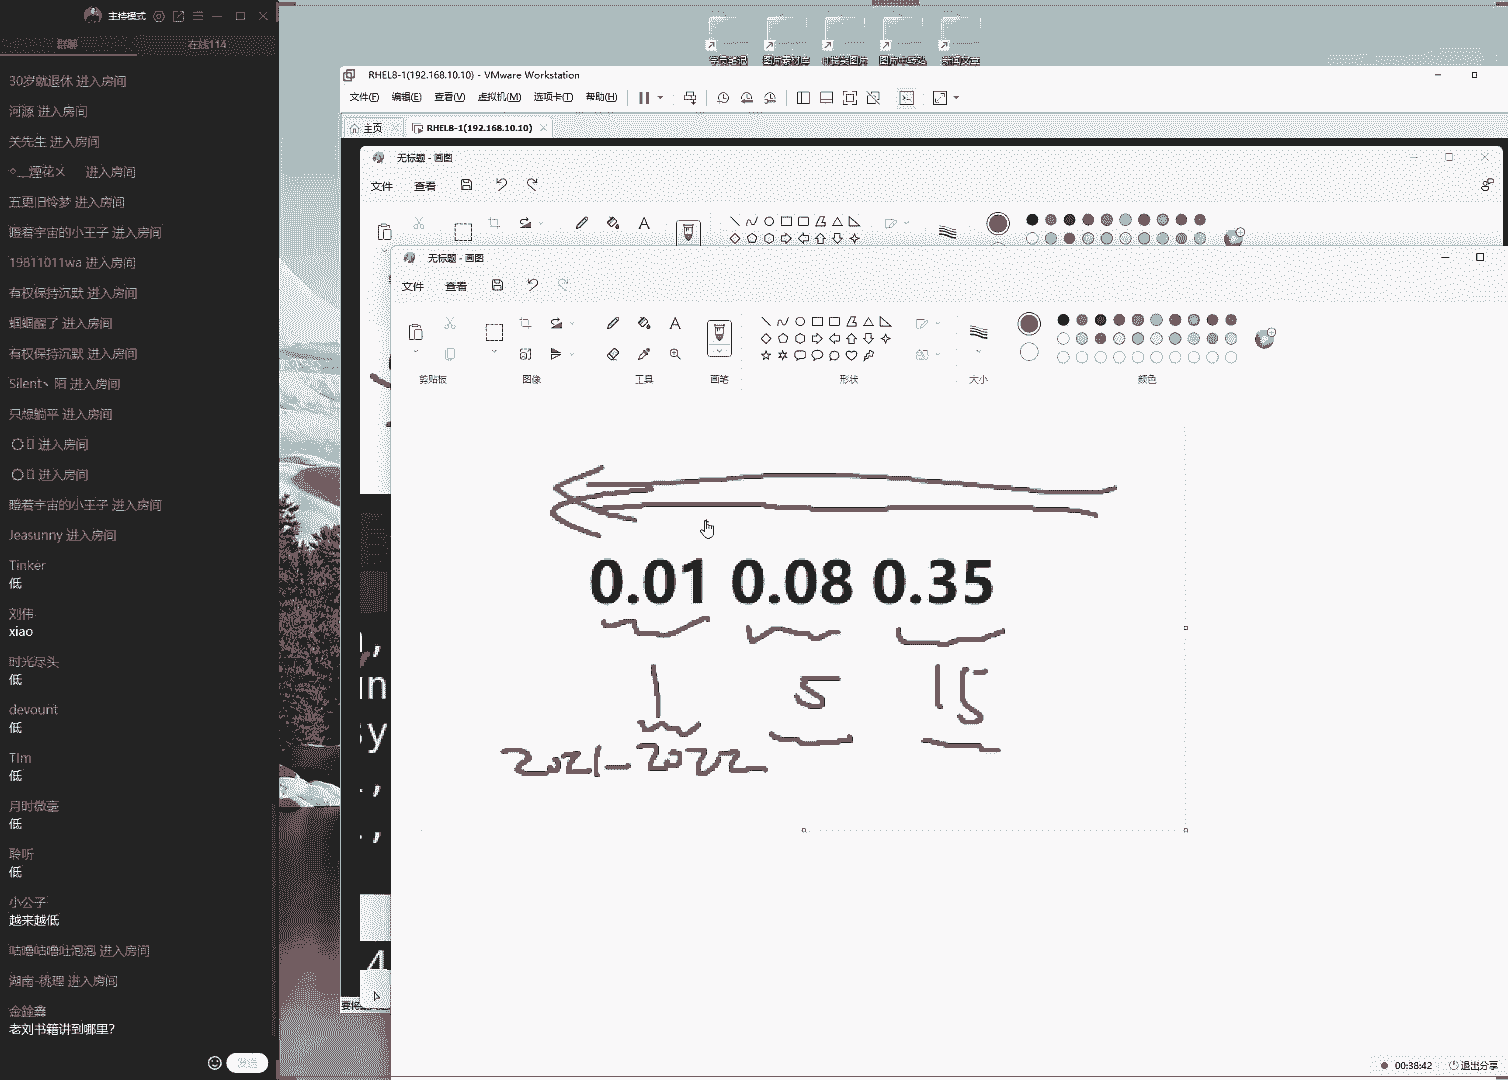 主持模式
群聊
在线114
30岁就退休 进入房间
河源 进入房间
关先生 进入房间
煙花㐅 进入房间
五更旧铃梦 进入房间
瞪着宇宙的小王子 进入房间
19811011wa 进入房间
有权保持沉默 进入房间
蝈蝈醒了 进入房间
有权保持沉默 进入房间
Silent丶陌 进入房间
只想躺平 进入房间
进入房间
进入房间
瞪着宇宙的小王子 进入房间
Jeasunny 进入房间
Tinker
低
刘伟
xiao
时光尽头
低
devount
低
TIm
低
月时微毫
低
聆听
低
小公子
越来越低
咕噜咕噜吐泡泡 进入房间
湖南-桃理 进入房间
老刘书籍讲到哪里?
发送
学员笔记
RHEL8-1(192.168.10.10) - VMware Workstation
文件(F) 编辑(E) 查看(V) 虚拟机(M) 选项卡(T) 帮助(H)
主页
RHEL8-1(192.168.10.10)
无标题 - 画图
文件
查看
无标题 - 画图
文件
查看
剪贴板
图像
工具
画笔
形状
大小
颜色
0.01 0.08 0.35
1 5 15
2021-2022
00:38:42
退出分享